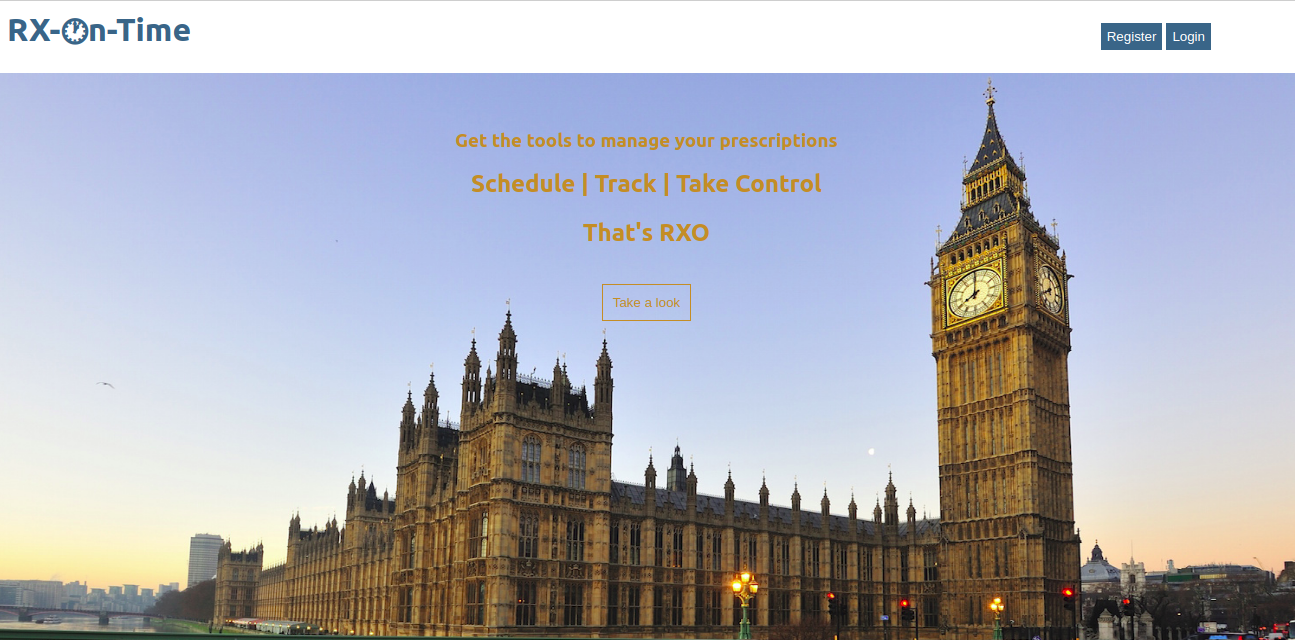 RX-On-Time
Register Login
Get the tools to manage your prescriptions
Schedule | Track | Take Control
That's RXO
Take a look